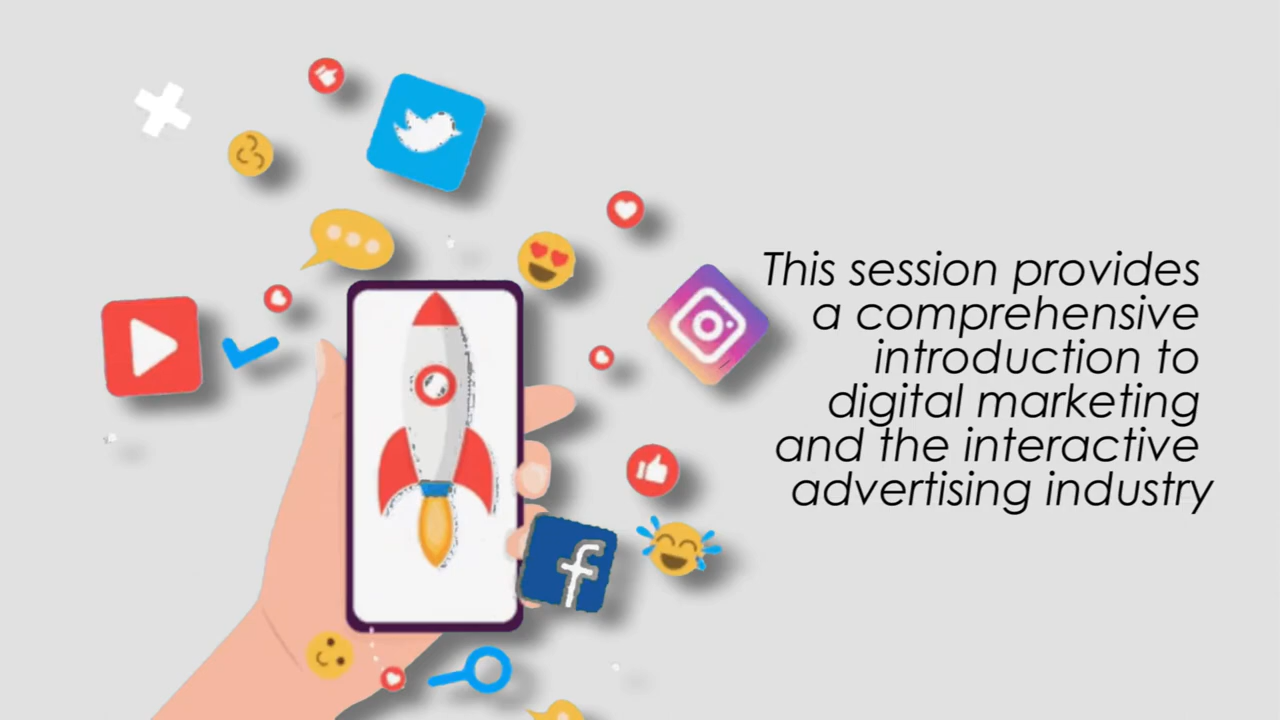 This session provides
a comprehensive
introduction to
digital marketing
and the interactive
advertising industry